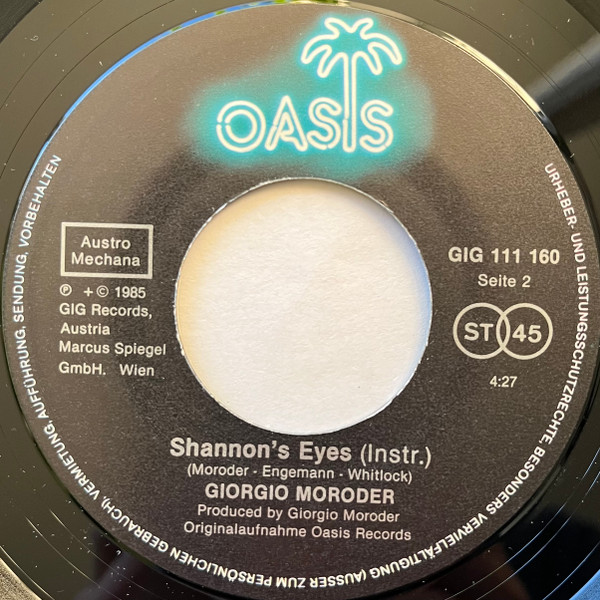 OASIS
Austro
Mechana
℗ + © 1985
GIG Records,
Austria
Marcus Spiegel
GmbH. Wien
GIG 111 160
Seite 2
ST 45
4:27
Shannon's Eyes (Instr.)
(Moroder - Engemann - Whitlock)
GIORGIO MORODER
Produced by Giorgio Moroder
Originalaufnahme Oasis Records
URHEBER- UND LEISTUNGSSCHUTZRECHTE, BESONDERS VERVIELFÄLTIGUNG (AUSSER ZUM PERSÖNLICHEN GEBRAUCH), VERMIETUNG, AUFFÜHRUNG, SENDUNG, VORBEHALTEN